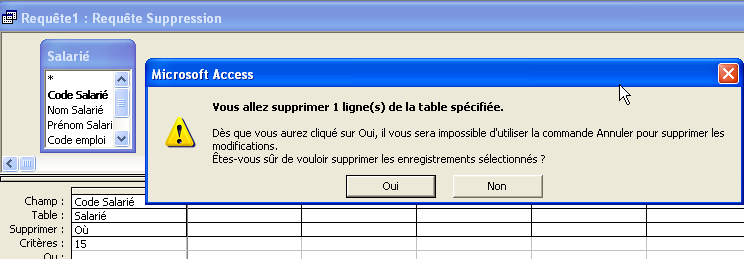 Requête1 : Requête Suppression
Salarié
*
Code Salarié
Nom Salarié
Prénom Salari
Code emploi
Microsoft Access
Vous allez supprimer 1 ligne(s) de la table spécifiée.
Dès que vous aurez cliqué sur Oui, il vous sera impossible d'utiliser la commande Annuler pour supprimer les
modifications.
Êtes-vous sûr de vouloir supprimer les enregistrements sélectionnés ?
Oui
Non
Champ : Code Salarié
Table : Salarié
Supprimer : Où
Critères : 15
Ou :